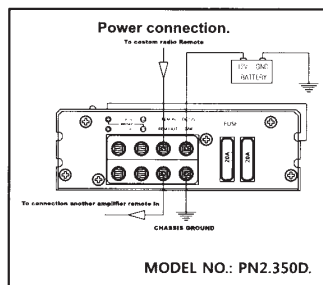 Power connection.
To custom radio Remote
12V GND
BATTERY
FUSE
20A
20A
To connection another amplifier remote in
CHASSIS GROUND
MODEL NO.: PN2.350D.